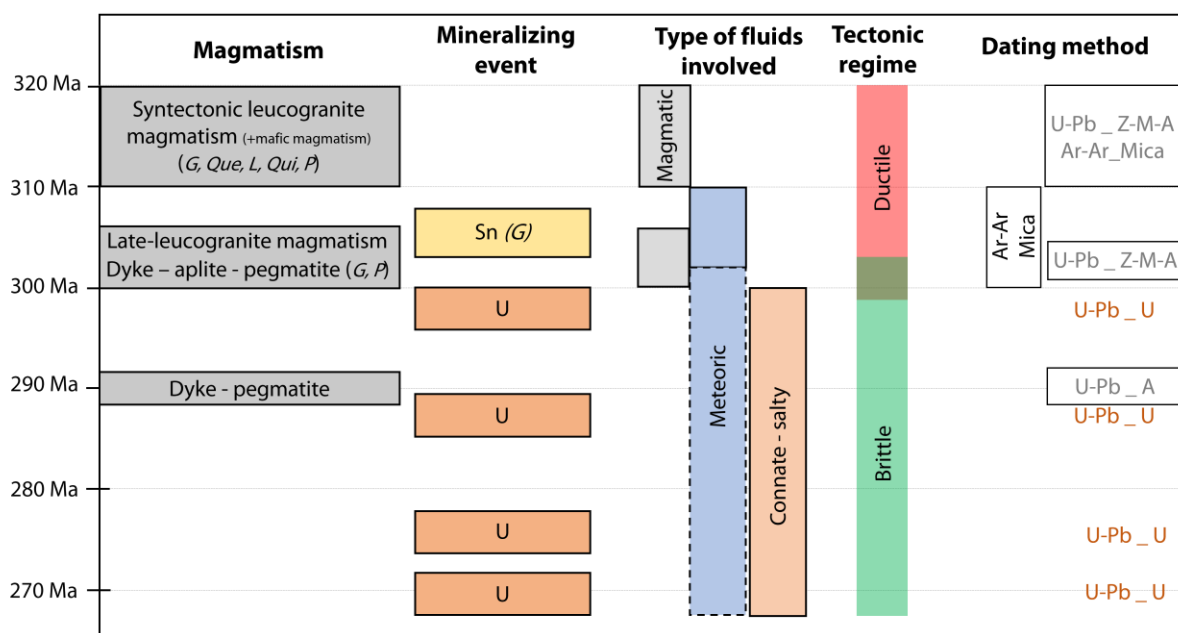 Magmatism
Mineralizing
event
Type of fluids
involved
Tectonic
regime
Dating method
320 Ma
Syntectonic leucogranite
magmatism (+mafic magmatism)
(G, Que, L, Qui, P)
Magmatic
Ductile
U-Pb _ Z-M-A
Ar-Ar_Mica
310 Ma
Late-leucogranite magmatism
Dyke – aplite - pegmatite (G, P)
Sn (G)
Ar-Ar
Mica
U-Pb _ Z-M-A
300 Ma
U
U-Pb _ U
290 Ma
Dyke - pegmatite
U-Pb _ A
U
Meteoric
Connate - salty
Brittle
U-Pb _ U
280 Ma
U
U-Pb _ U
270 Ma
U
U-Pb _ U